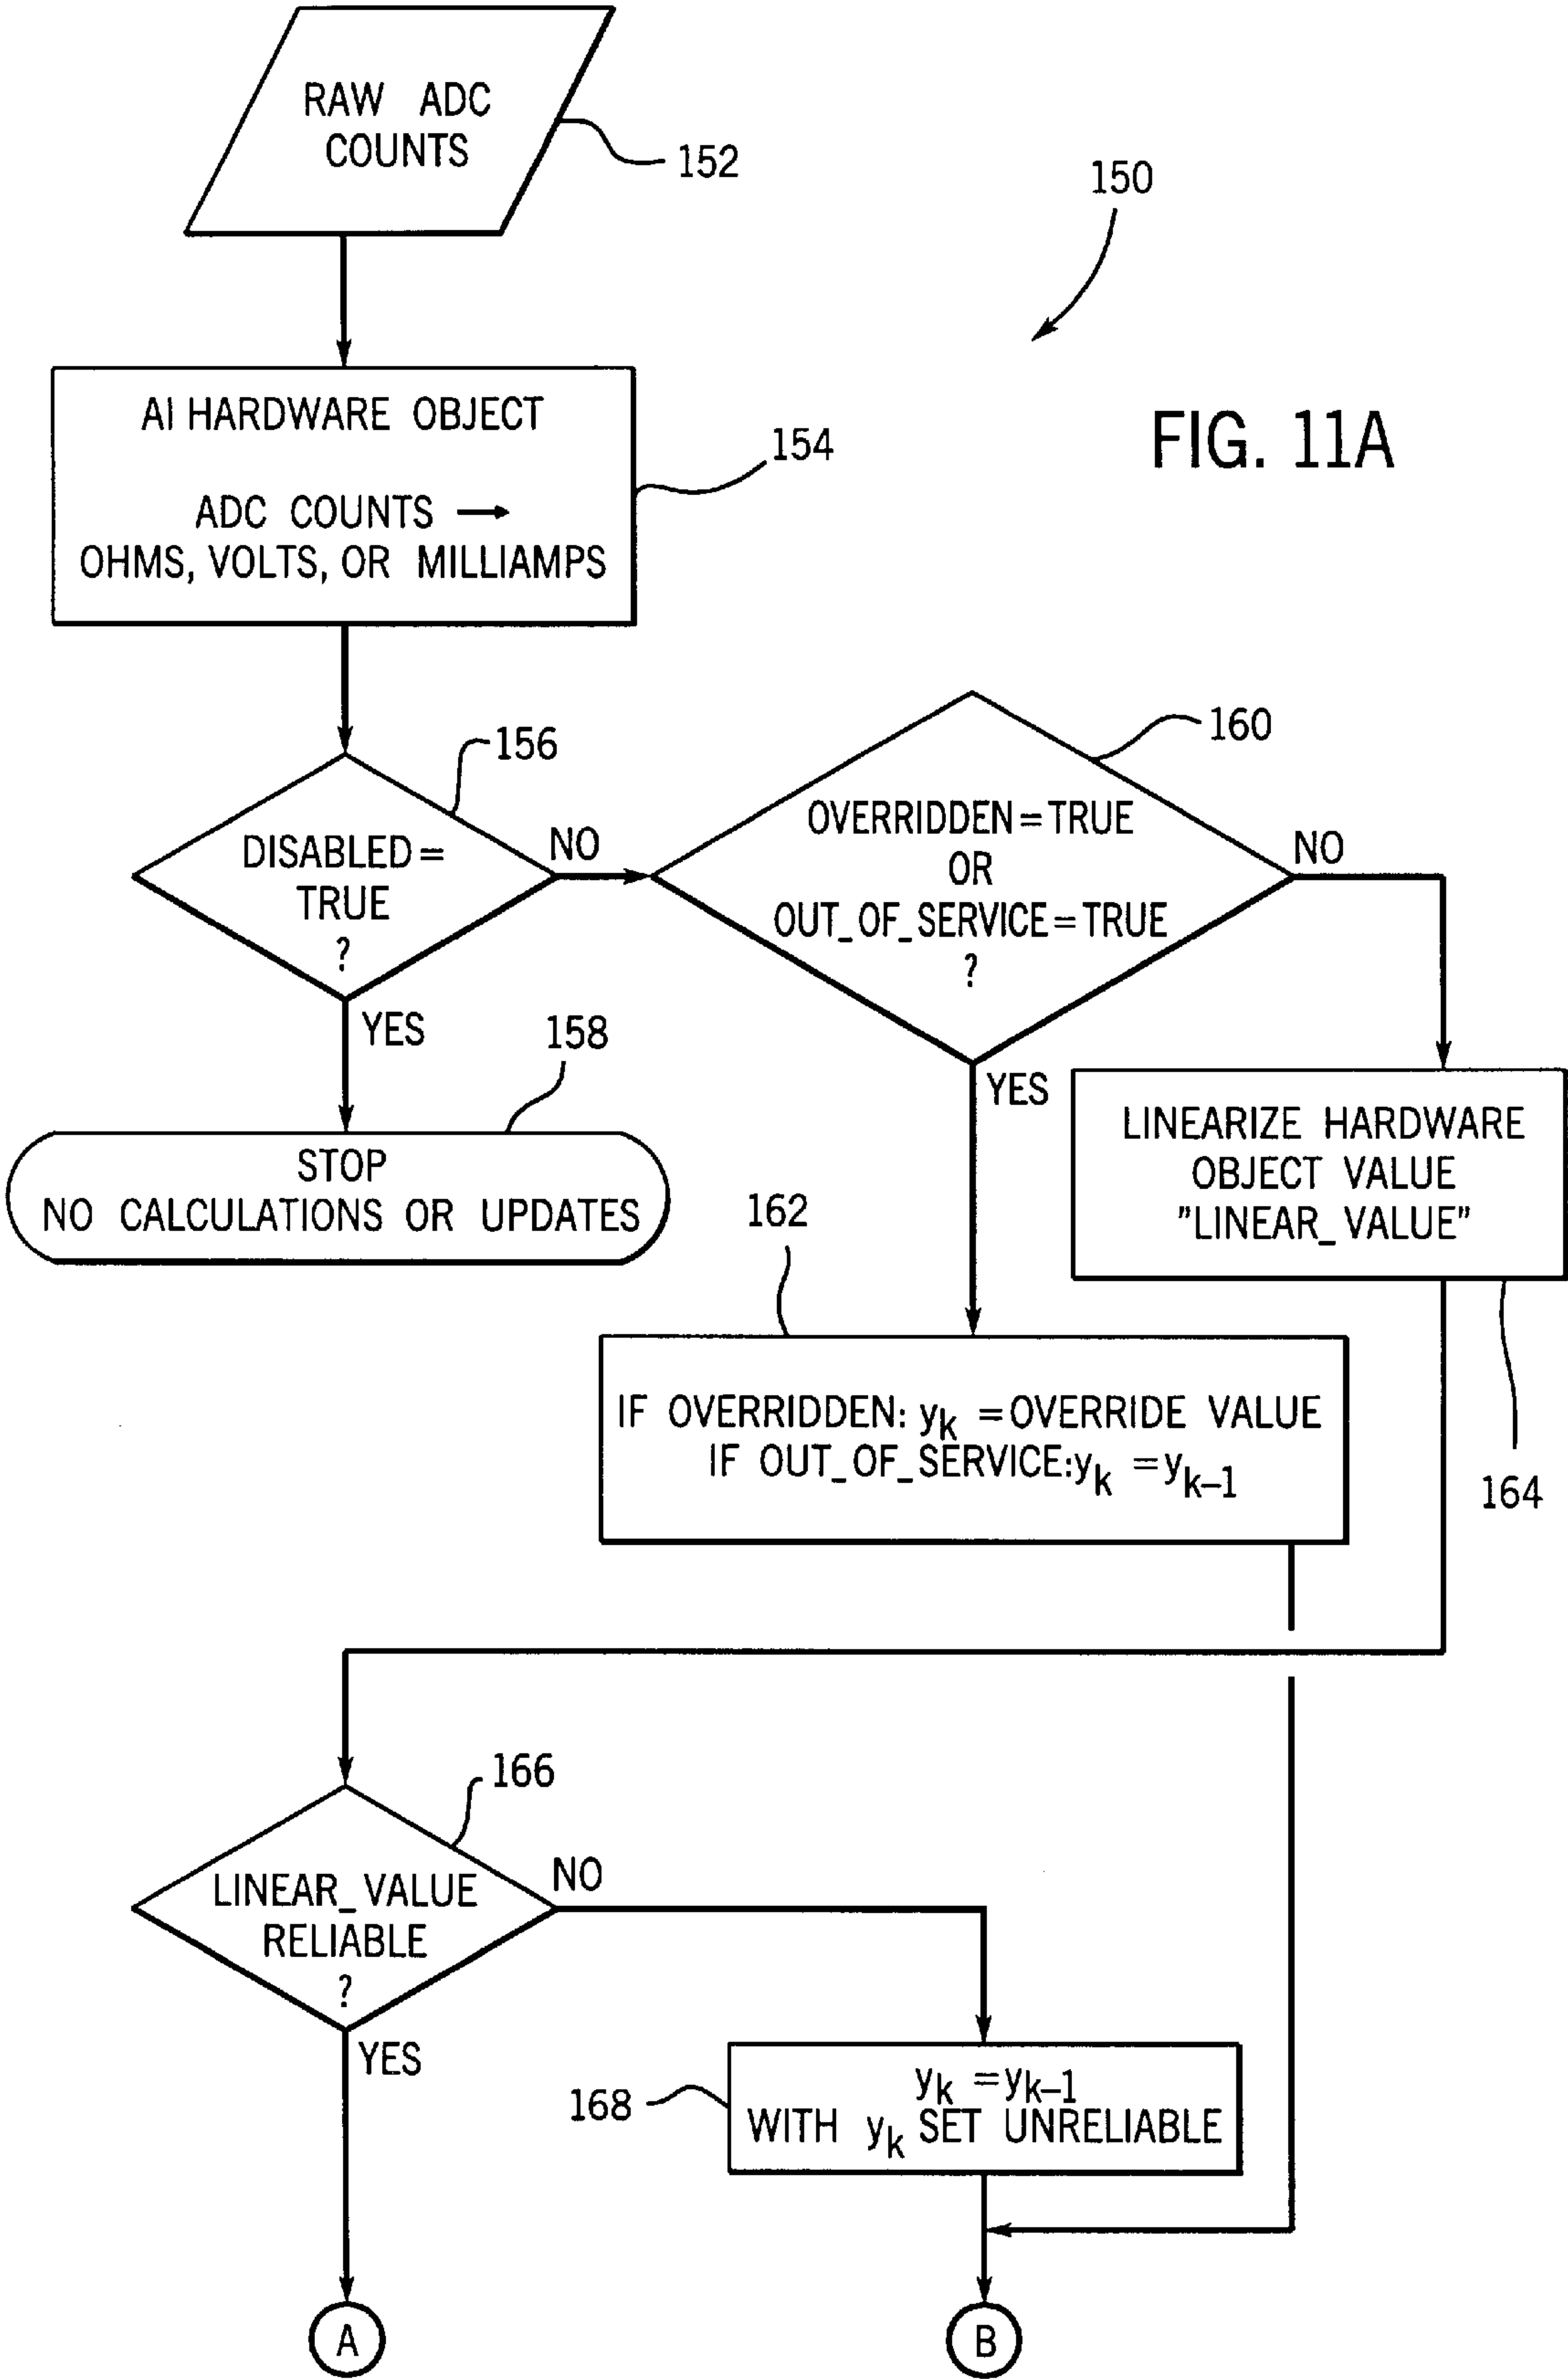 RAW ADC
COUNTS
152
150
AI HARDWARE OBJECT
ADC COUNTS →
OHMS, VOLTS, OR MILLIAMPS
154
FIG. 11A
156
DISABLED =
TRUE
?
NO
YES
160
OVERRIDDEN = TRUE
OR
OUT_OF_SERVICE = TRUE
?
NO
YES
158
STOP
NO CALCULATIONS OR UPDATES
LINEARIZE HARDWARE
OBJECT VALUE
"LINEAR_VALUE"
164
162
IF OVERRIDDEN: yk = OVERRIDE VALUE
IF OUT_OF_SERVICE: yk = yk–1
166
LINEAR_VALUE
RELIABLE
?
NO
YES
168
yk = yk–1
WITH yk SET UNRELIABLE
A
B